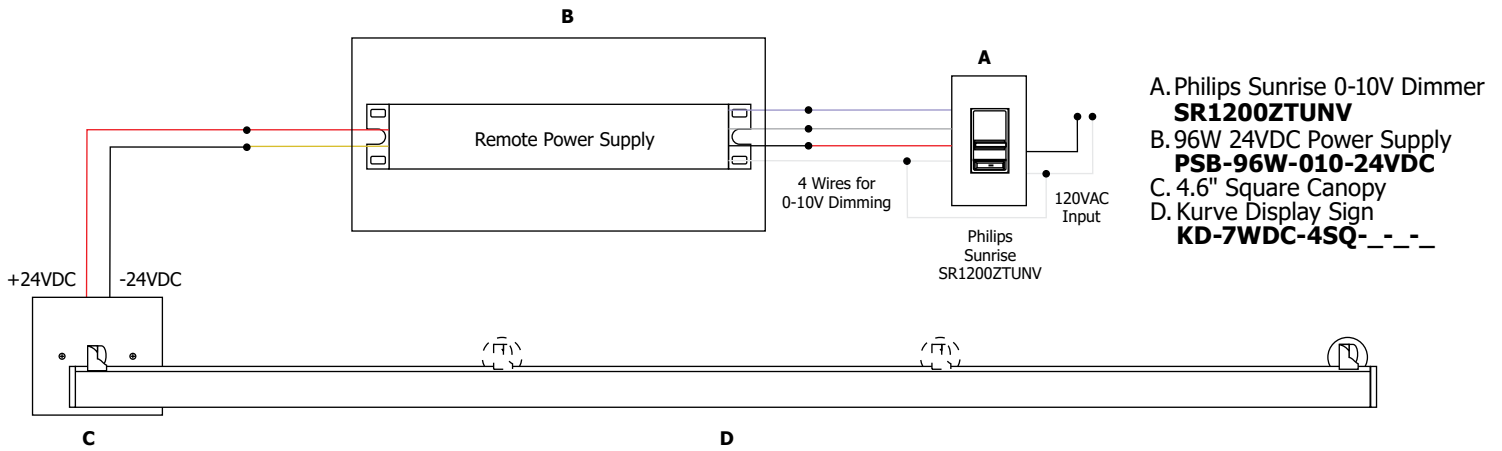 B
A
Remote Power Supply
4 Wires for
0-10V Dimming
120VAC
Input
Philips
Sunrise
SR1200ZTUNV
A. Philips Sunrise 0-10V Dimmer
SR1200ZTUNV
B. 96W 24VDC Power Supply
PSB-96W-010-24VDC
C. 4.6" Square Canopy
D. Kurve Display Sign
KD-7WDC-4SQ-_-_-_
+24VDC
-24VDC
C
D